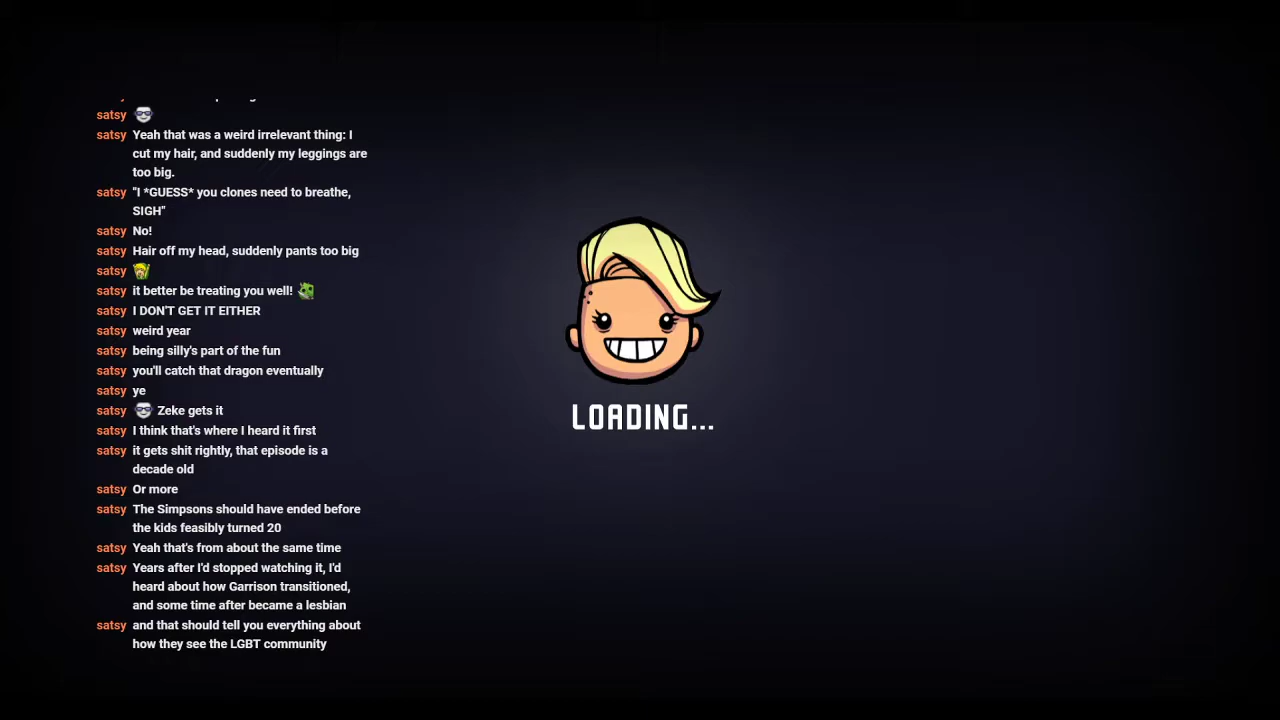 satsy
satsy Yeah that was a weird irrelevant thing: I
cut my hair, and suddenly my leggings are
too big.
satsy "I *GUESS* you clones need to breathe,
SIGH"
satsy No!
satsy Hair off my head, suddenly pants too big
satsy
satsy it better be treating you well!
satsy I DON'T GET IT EITHER
satsy weird year
satsy being silly's part of the fun
satsy you'll catch that dragon eventually
satsy ye
satsy Zeke gets it
satsy I think that's where I heard it first
satsy it gets shit rightly, that episode is a
decade old
satsy Or more
satsy The Simpsons should have ended before
the kids feasibly turned 20
satsy Yeah that's from about the same time
satsy Years after I'd stopped watching it, I'd
heard about how Garrison transitioned,
and some time after became a lesbian
satsy and that should tell you everything about
how they see the LGBT community
LOADING...